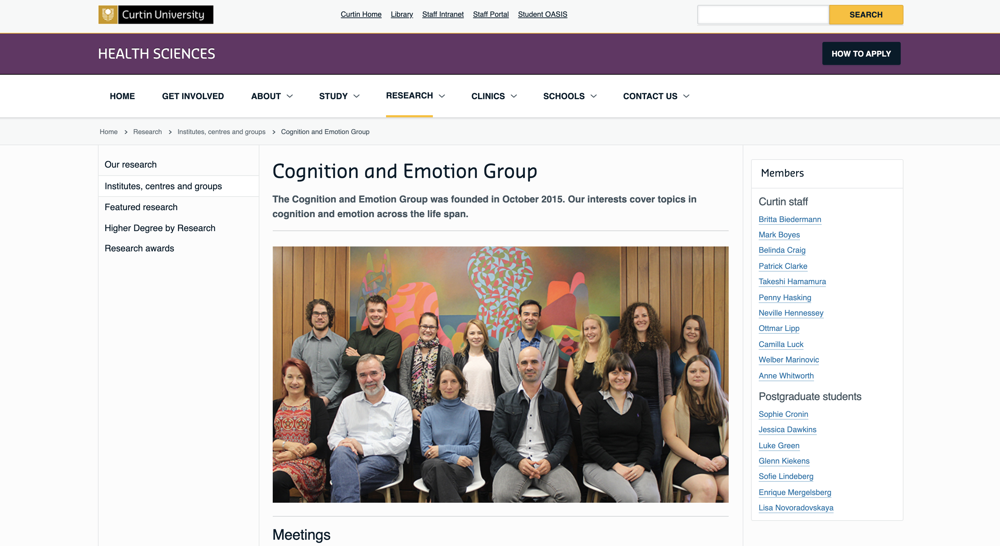 Curtin University
Curtin Home Library Staff Intranet Staff Portal Student OASIS
SEARCH
HEALTH SCIENCES
HOW TO APPLY
HOME GET INVOLVED ABOUT STUDY RESEARCH CLINICS SCHOOLS CONTACT US
Home > Research > Institutes, centres and groups > Cognition and Emotion Group
Our research
Institutes, centres and groups
Featured research
Higher Degree by Research
Research awards
Cognition and Emotion Group
The Cognition and Emotion Group was founded in October 2015. Our interests cover topics in
cognition and emotion across the life span.
Meetings
Members
Curtin staff
Britta Biedermann
Mark Boyes
Belinda Craig
Patrick Clarke
Takeshi Hamamura
Penny Hasking
Neville Hennessey
Ottmar Lipp
Camilla Luck
Welber Marinovic
Anne Whitworth
Postgraduate students
Sophie Cronin
Jessica Dawkins
Luke Green
Glenn Kiekens
Sofie Lindeberg
Enrique Mergelsberg
Lisa Novoradovskaya